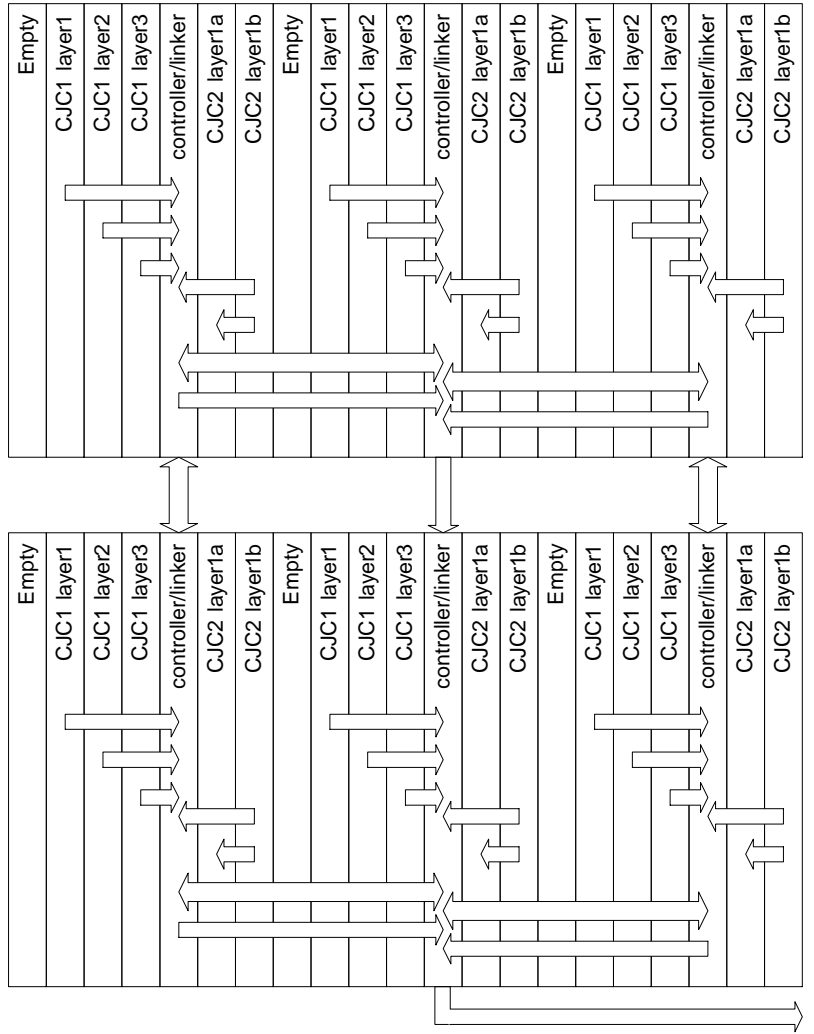 Empty
CJC1 layer1
CJC1 layer2
CJC1 layer3
controller/linker
CJC2 layer1a
CJC2 layer1b
Empty
CJC1 layer1
CJC1 layer2
CJC1 layer3
controller/linker
CJC2 layer1a
CJC2 layer1b
Empty
CJC1 layer1
CJC1 layer2
CJC1 layer3
controller/linker
CJC2 layer1a
CJC2 layer1b
Empty
CJC1 layer1
CJC1 layer2
CJC1 layer3
controller/linker
CJC2 layer1a
CJC2 layer1b
Empty
CJC1 layer1
CJC1 layer2
CJC1 layer3
controller/linker
CJC2 layer1a
CJC2 layer1b
Empty
CJC1 layer1
CJC1 layer2
CJC1 layer3
controller/linker
CJC2 layer1a
CJC2 layer1b